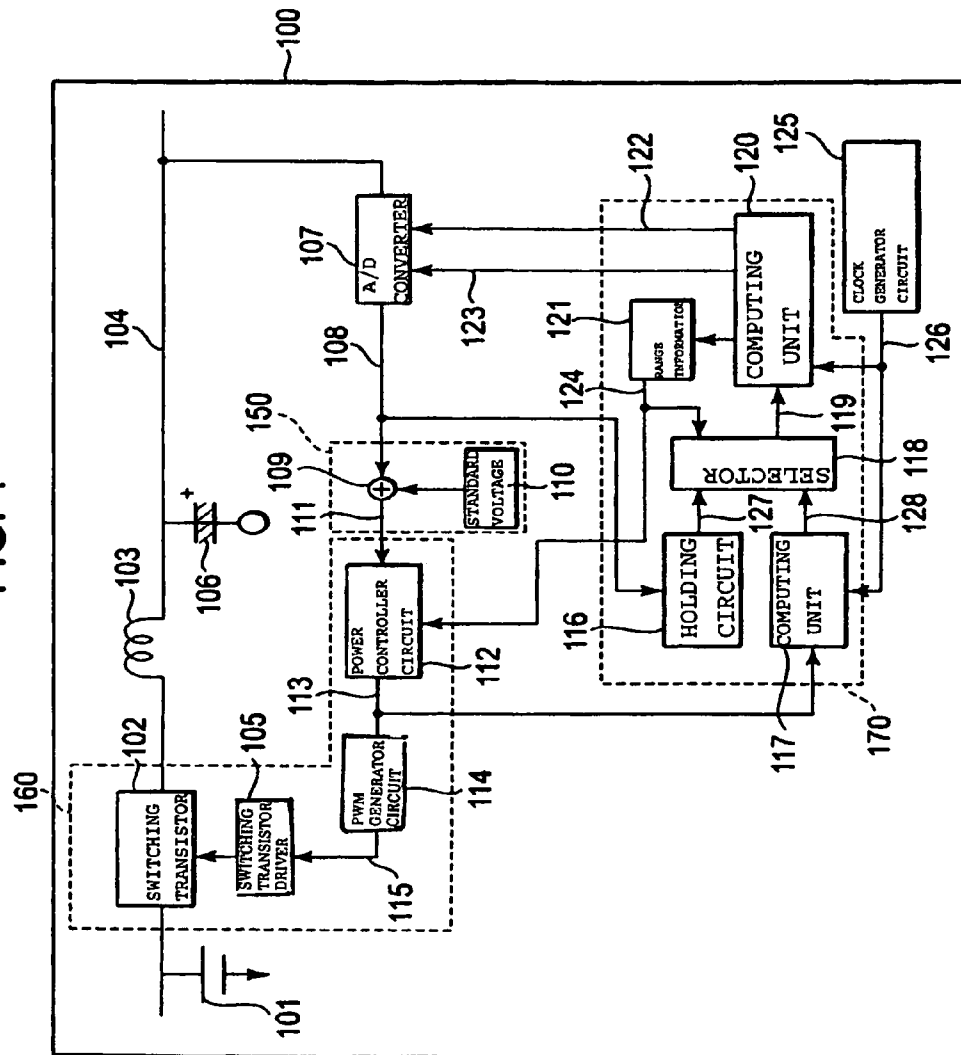 100
160
102
SWITCHING
TRANSISTOR
103
104
106
+
101
105
SWITCHING
TRANSISTOR
DRIVER
115
PWM
GENERATOR
CIRCUIT
114
113
POWER
CONTROLLER
CIRCUIT
112
111
109
150
STANDARD
VOLTAGE
110
108
107
A/D
CONVERTER
123
122
116
HOLDING
CIRCUIT
127
117
COMPUTING
UNIT
128
170
SELECTOR
118
119
124
121
RANGE
INFORMATION
120
COMPUTING
UNIT
125
CLOCK
GENERATOR
CIRCUIT
126